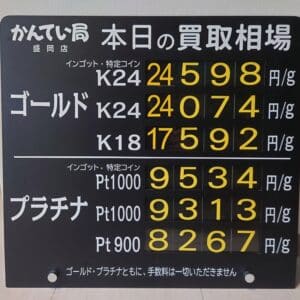 かんてい局
盛岡店
本日の買取相場
インゴット・特定コイン
K24 24598円/g
ゴールド
K24 24074円/g
K18 17592円/g
インゴット・特定コイン
Pt1000 9534円/g
プラチナ
Pt1000 9313円/g
Pt900 8267円/g
ゴールド・プラチナともに、手数料は一切いただきません